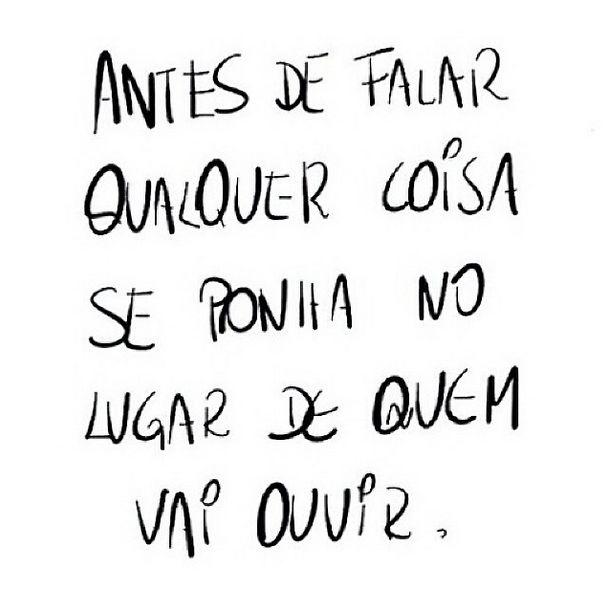 ANTES DE FALAR
QUALQUER COISA
SE PONHA NO
LUGAR DE QUEM
VAI OUVIR.